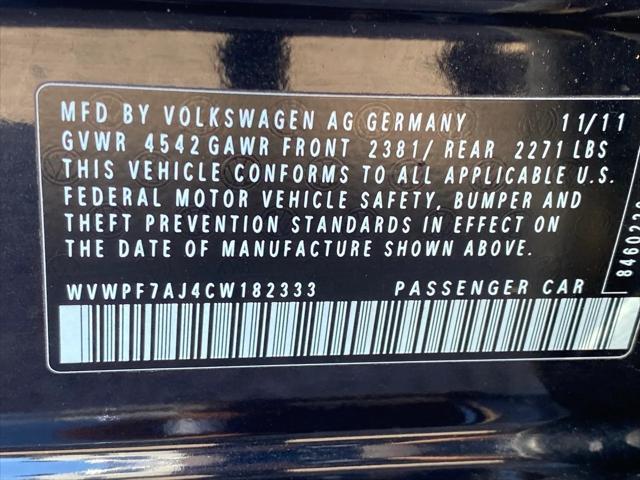 MFD BY VOLKSWAGEN AG GERMANY 11/11
GVWR 4542 GAWR FRONT 2381/ REAR 2271 LBS
THIS VEHICLE CONFORMS TO ALL APPLICABLE U.S.
FEDERAL MOTOR VEHICLE SAFETY, BUMPER AND
THEFT PREVENTION STANDARDS IN EFFECT ON
THE DATE OF MANUFACTURE SHOWN ABOVE.
WVWPF7AJ4CW182333 PASSENGER CAR